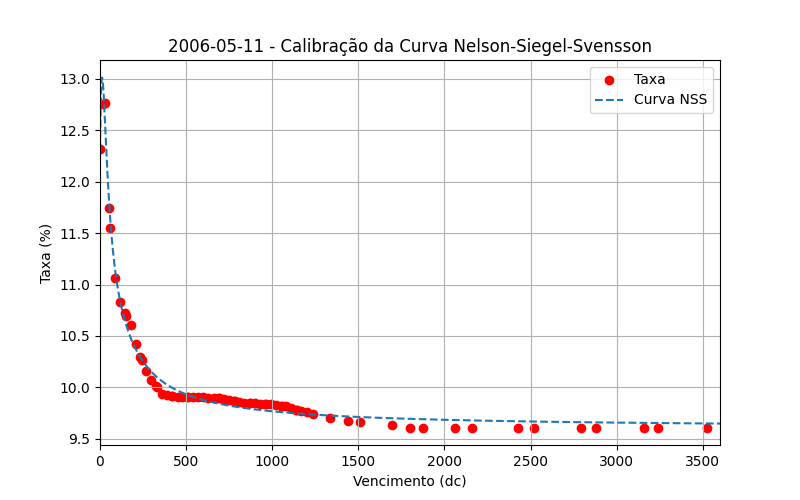 2006-05-11 - Calibração da Curva Nelson-Siegel-Svensson
Taxa
Curva NSS
Taxa (%)
13.0
12.5
12.0
11.5
11.0
10.5
10.0
9.5
0 500 1000 1500 2000 2500 3000 3500
Vencimento (dc)